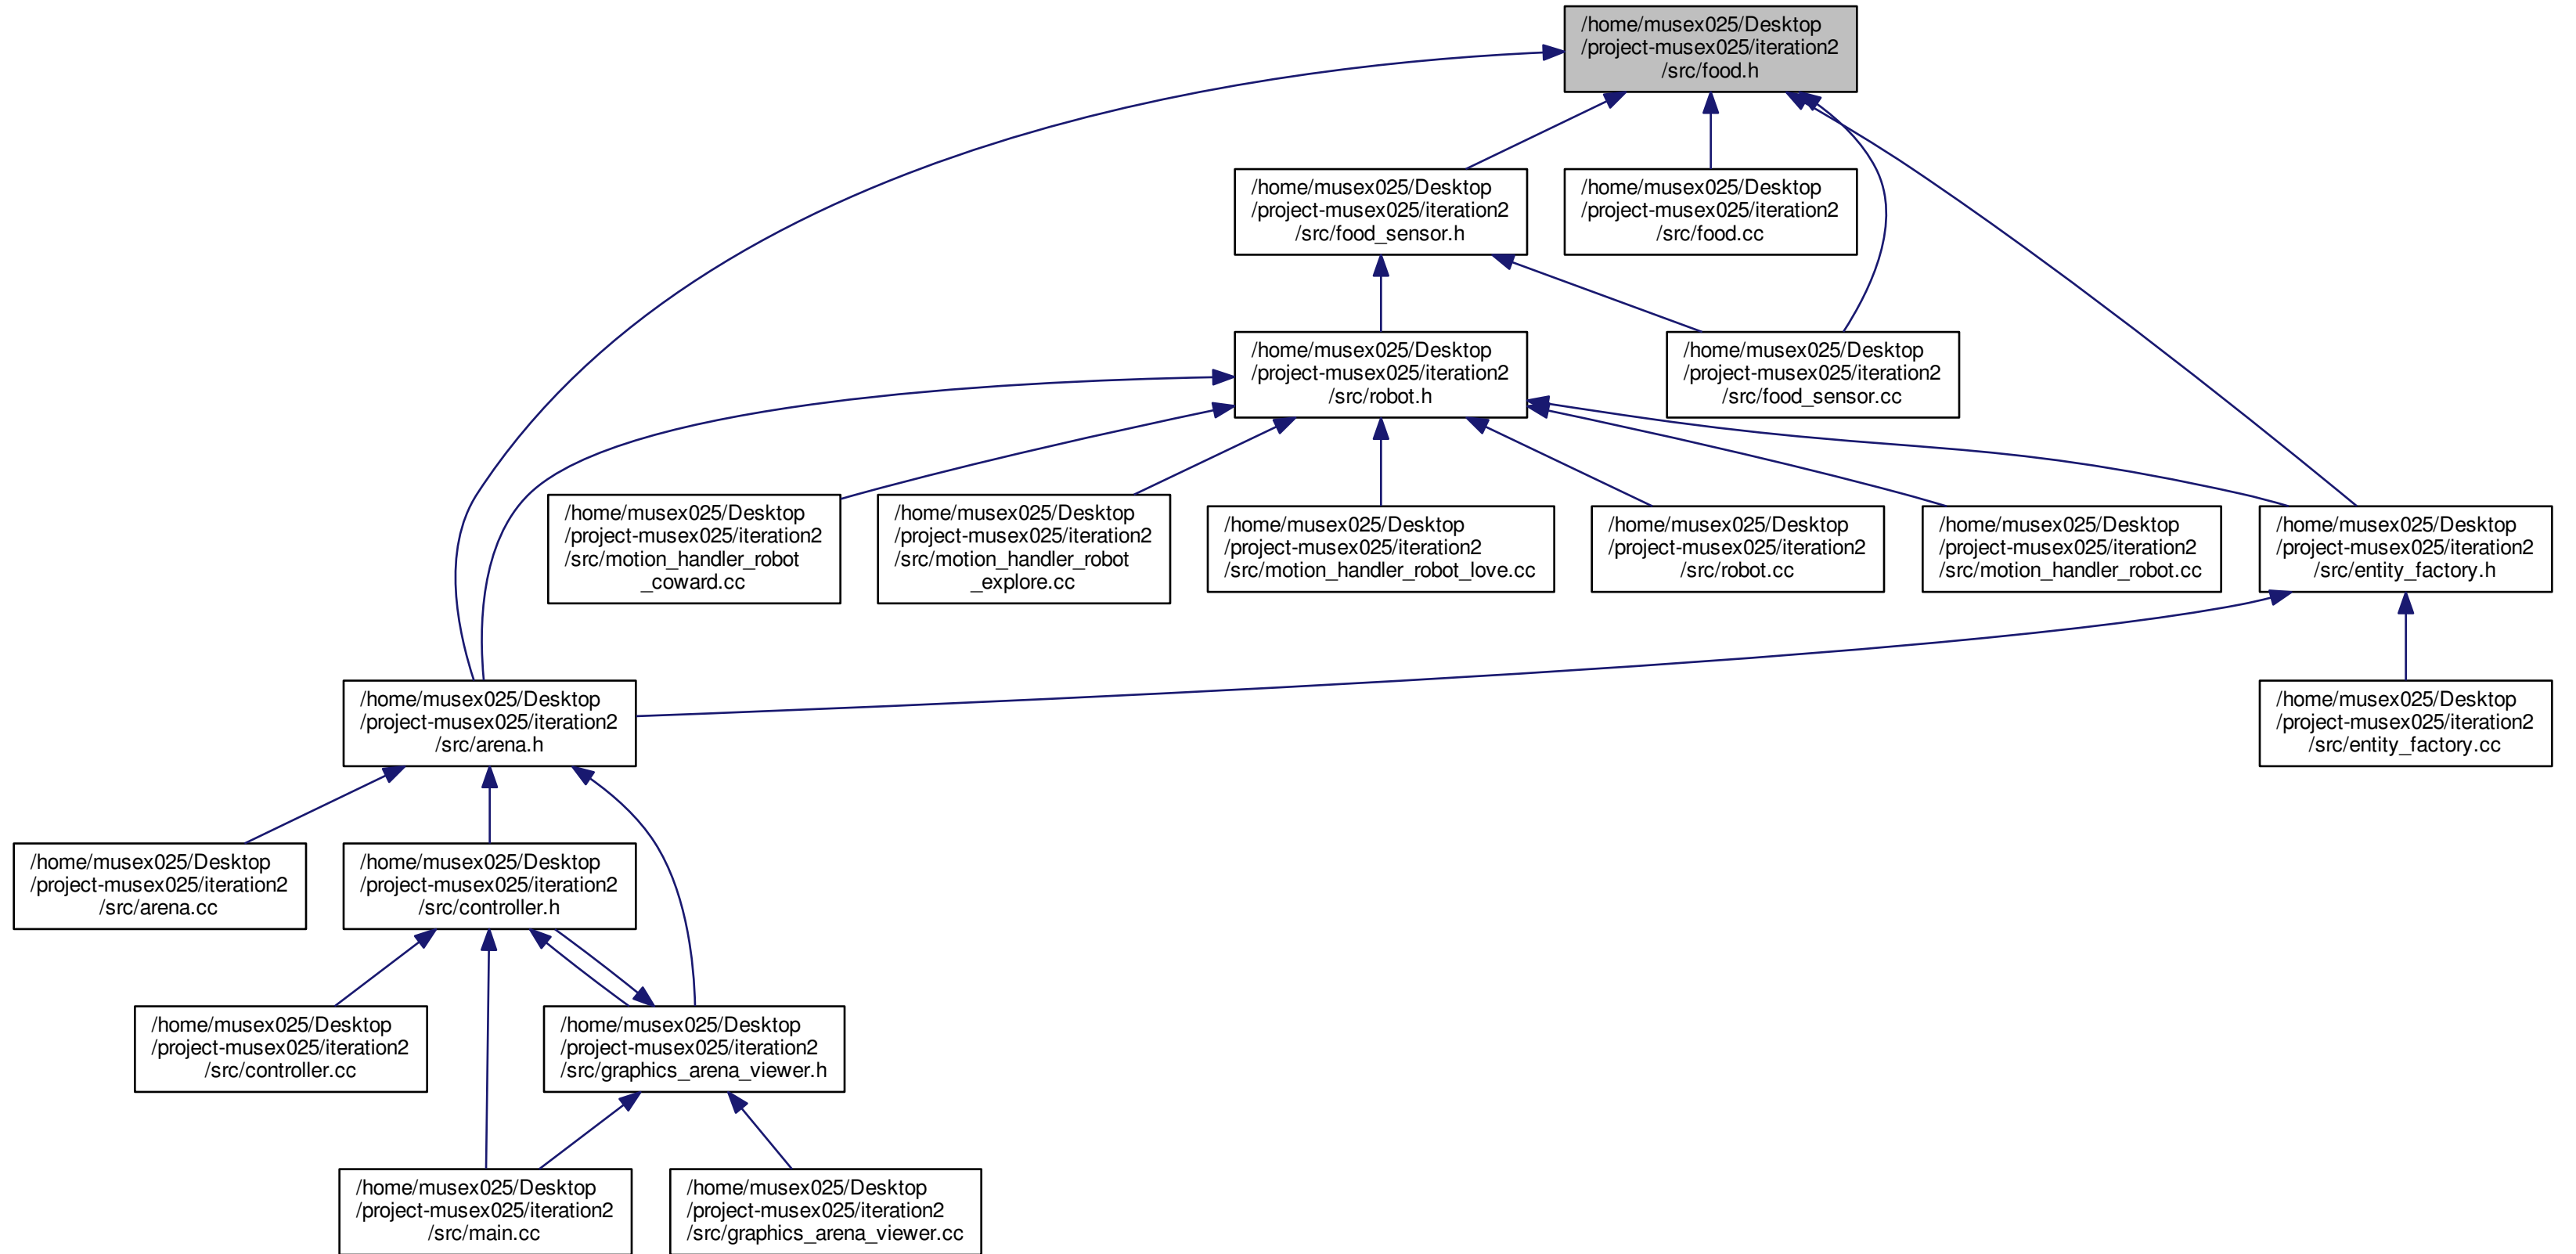 /home/musex025/Desktop
/project-musex025/iteration2
/src/food.h
/home/musex025/Desktop
/project-musex025/iteration2
/src/food_sensor.h
/home/musex025/Desktop
/project-musex025/iteration2
/src/food.cc
/home/musex025/Desktop
/project-musex025/iteration2
/src/robot.h
/home/musex025/Desktop
/project-musex025/iteration2
/src/food_sensor.cc
/home/musex025/Desktop
/project-musex025/iteration2
/src/motion_handler_robot
_coward.cc
/home/musex025/Desktop
/project-musex025/iteration2
/src/motion_handler_robot
_explore.cc
/home/musex025/Desktop
/project-musex025/iteration2
/src/motion_handler_robot_love.cc
/home/musex025/Desktop
/project-musex025/iteration2
/src/robot.cc
/home/musex025/Desktop
/project-musex025/iteration2
/src/motion_handler_robot.cc
/home/musex025/Desktop
/project-musex025/iteration2
/src/entity_factory.h
/home/musex025/Desktop
/project-musex025/iteration2
/src/arena.h
/home/musex025/Desktop
/project-musex025/iteration2
/src/entity_factory.cc
/home/musex025/Desktop
/project-musex025/iteration2
/src/arena.cc
/home/musex025/Desktop
/project-musex025/iteration2
/src/controller.h
/home/musex025/Desktop
/project-musex025/iteration2
/src/controller.cc
/home/musex025/Desktop
/project-musex025/iteration2
/src/graphics_arena_viewer.h
/home/musex025/Desktop
/project-musex025/iteration2
/src/main.cc
/home/musex025/Desktop
/project-musex025/iteration2
/src/graphics_arena_viewer.cc